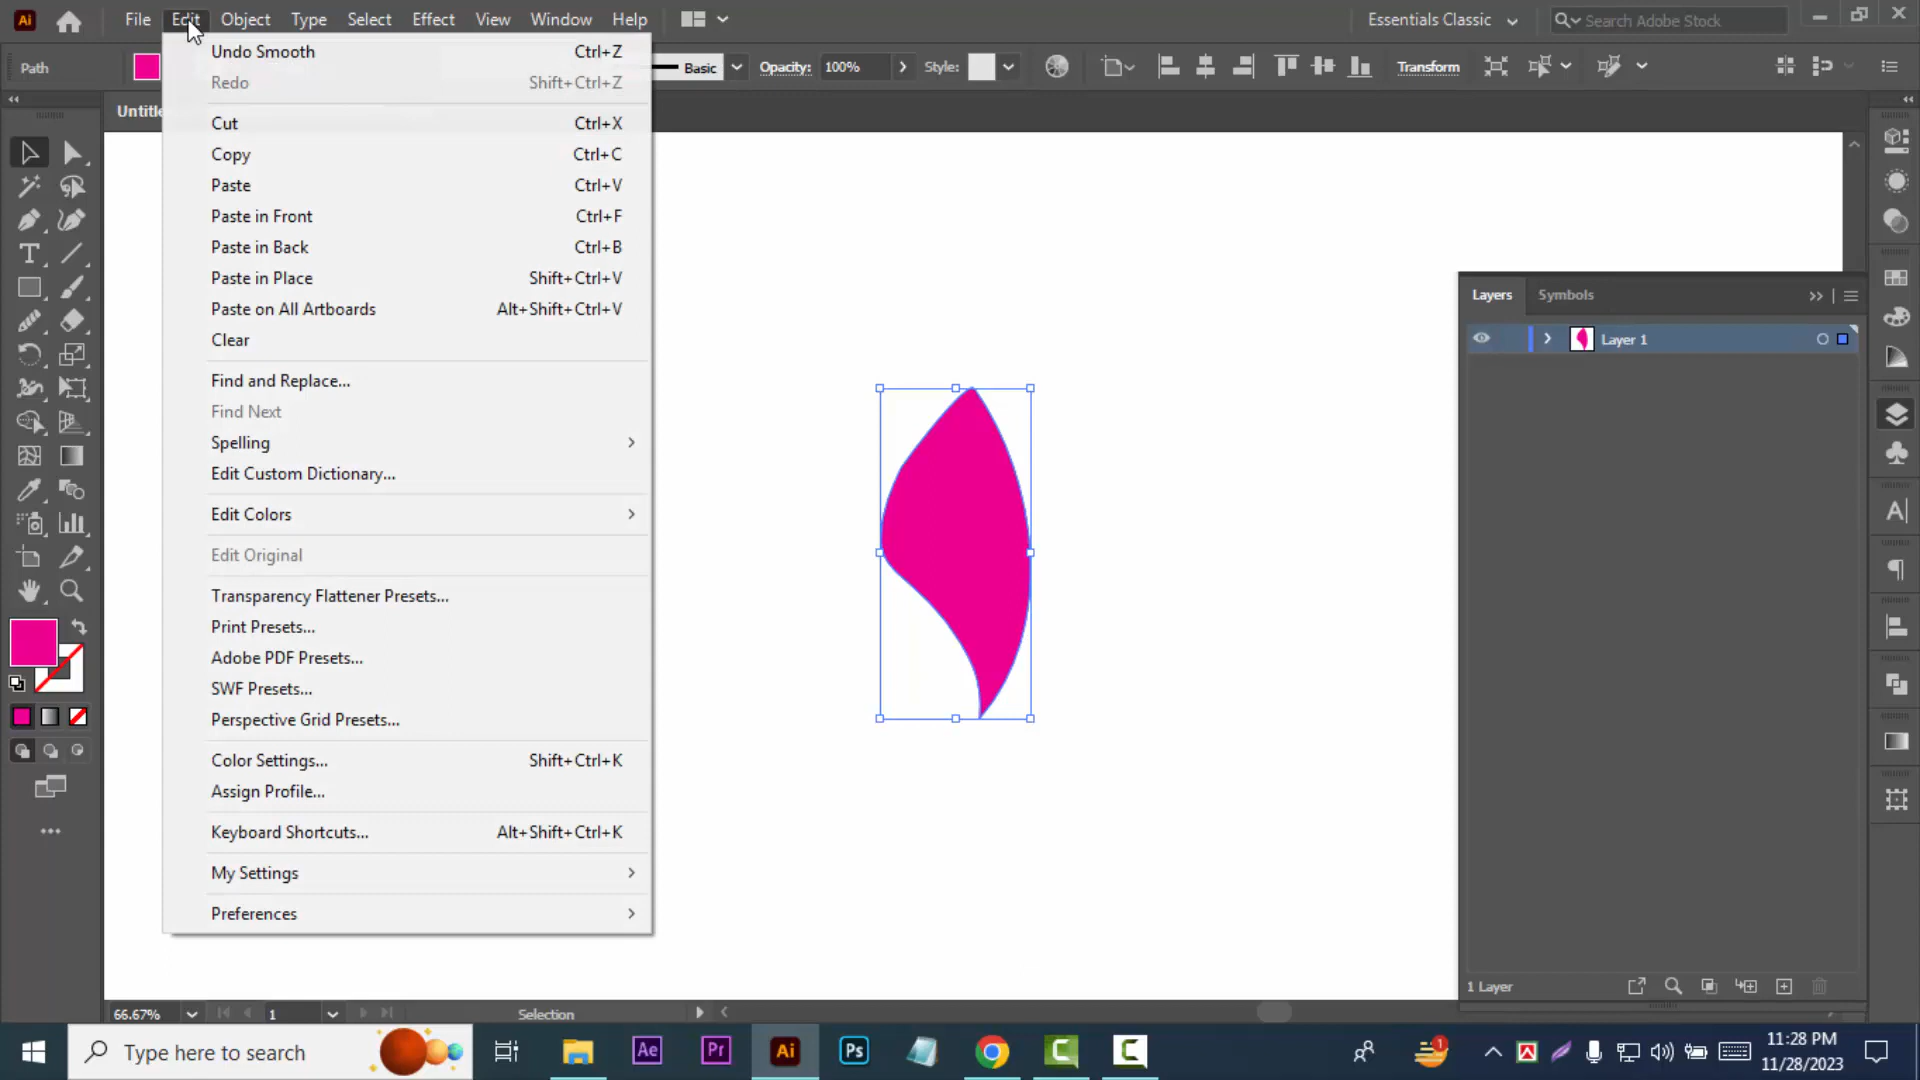 Ai File Edit Object Type Select Effect View Window Help Essentials Classic Search Adobe Stock
Path Basic Opacity: 100% Style: Transform
Undo Smooth Ctrl+Z
Redo Shift+Ctrl+Z
Cut Ctrl+X
Copy Ctrl+C
Paste Ctrl+V
Paste in Front Ctrl+F
Paste in Back Ctrl+B
Paste in Place Shift+Ctrl+V
Paste on All Artboards Alt+Shift+Ctrl+V
Clear
Find and Replace...
Find Next
Spelling
Edit Custom Dictionary...
Edit Colors
Edit Original
Transparency Flattener Presets...
Print Presets...
Adobe PDF Presets...
SWF Presets...
Perspective Grid Presets...
Color Settings... Shift+Ctrl+K
Assign Profile...
Keyboard Shortcuts... Alt+Shift+Ctrl+K
My Settings
Preferences
Layers Symbols
Layer 1
1 Layer
66.67% 1 Selection
Type here to search Ae Pr Ai Ps 1 11:28 PM
11/28/2023